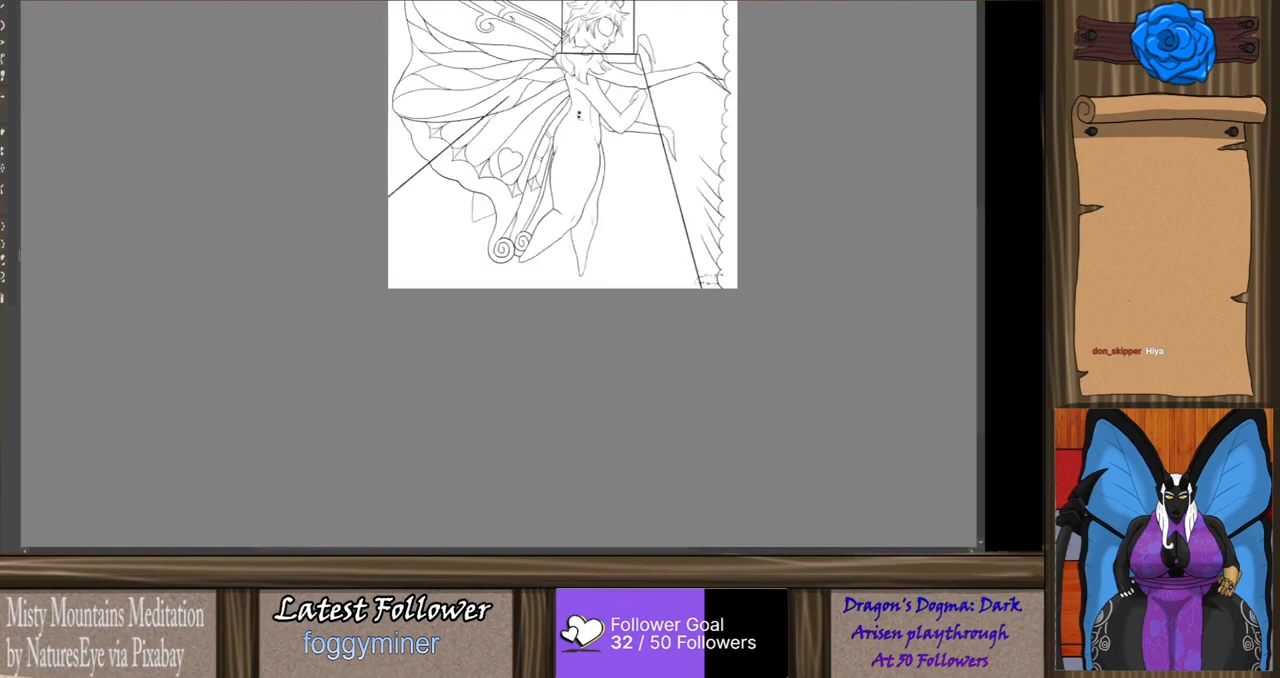 don_skipper Hiya
Misty Mountains Meditation
by NaturesEye via Pixabay
Latest Follower
foggyminer
Follower Goal
32 / 50 Followers
Dragon's Dogma: Dark
Arisen playthrough
At 50 Followers